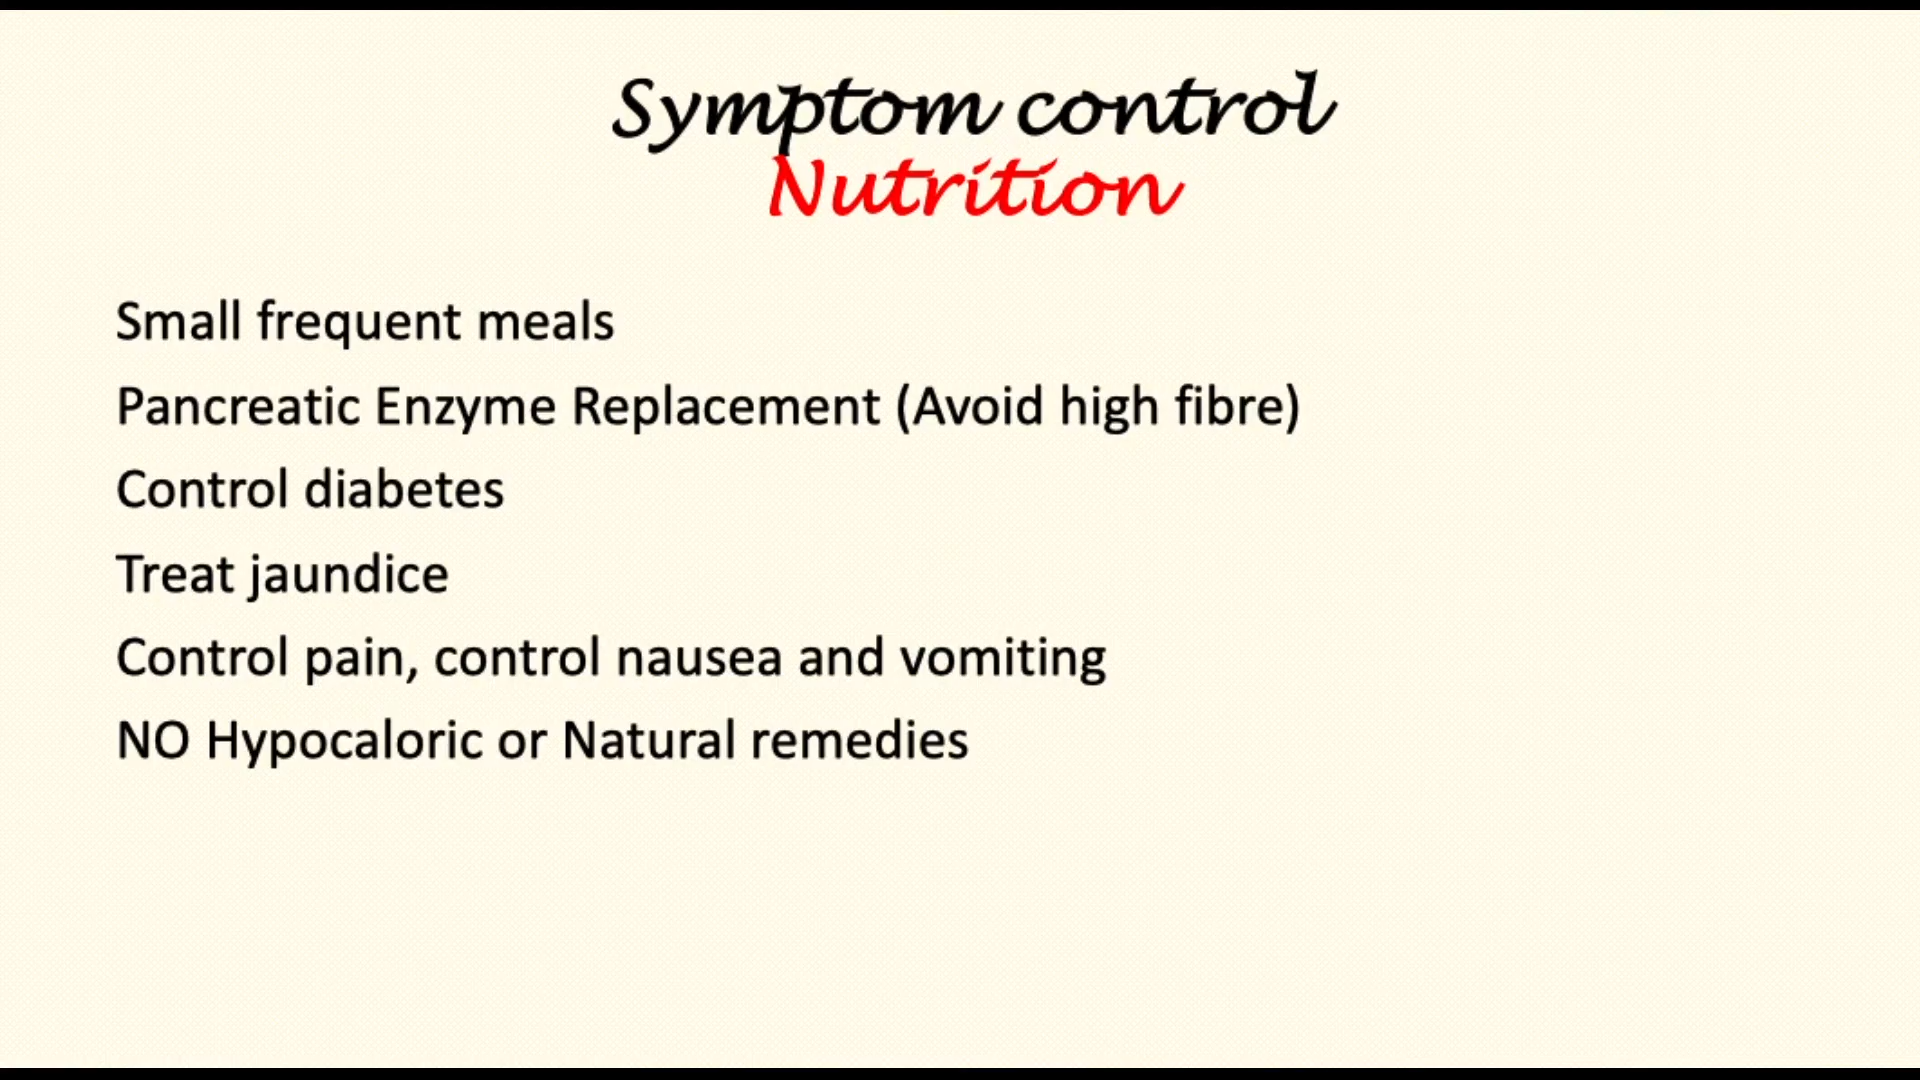 Symptom control
Nutrition
Small frequent meals
Pancreatic Enzyme Replacement (Avoid high fibre)
Control diabetes
Treat jaundice
Control pain, control nausea and vomiting
NO Hypocaloric or Natural remedies